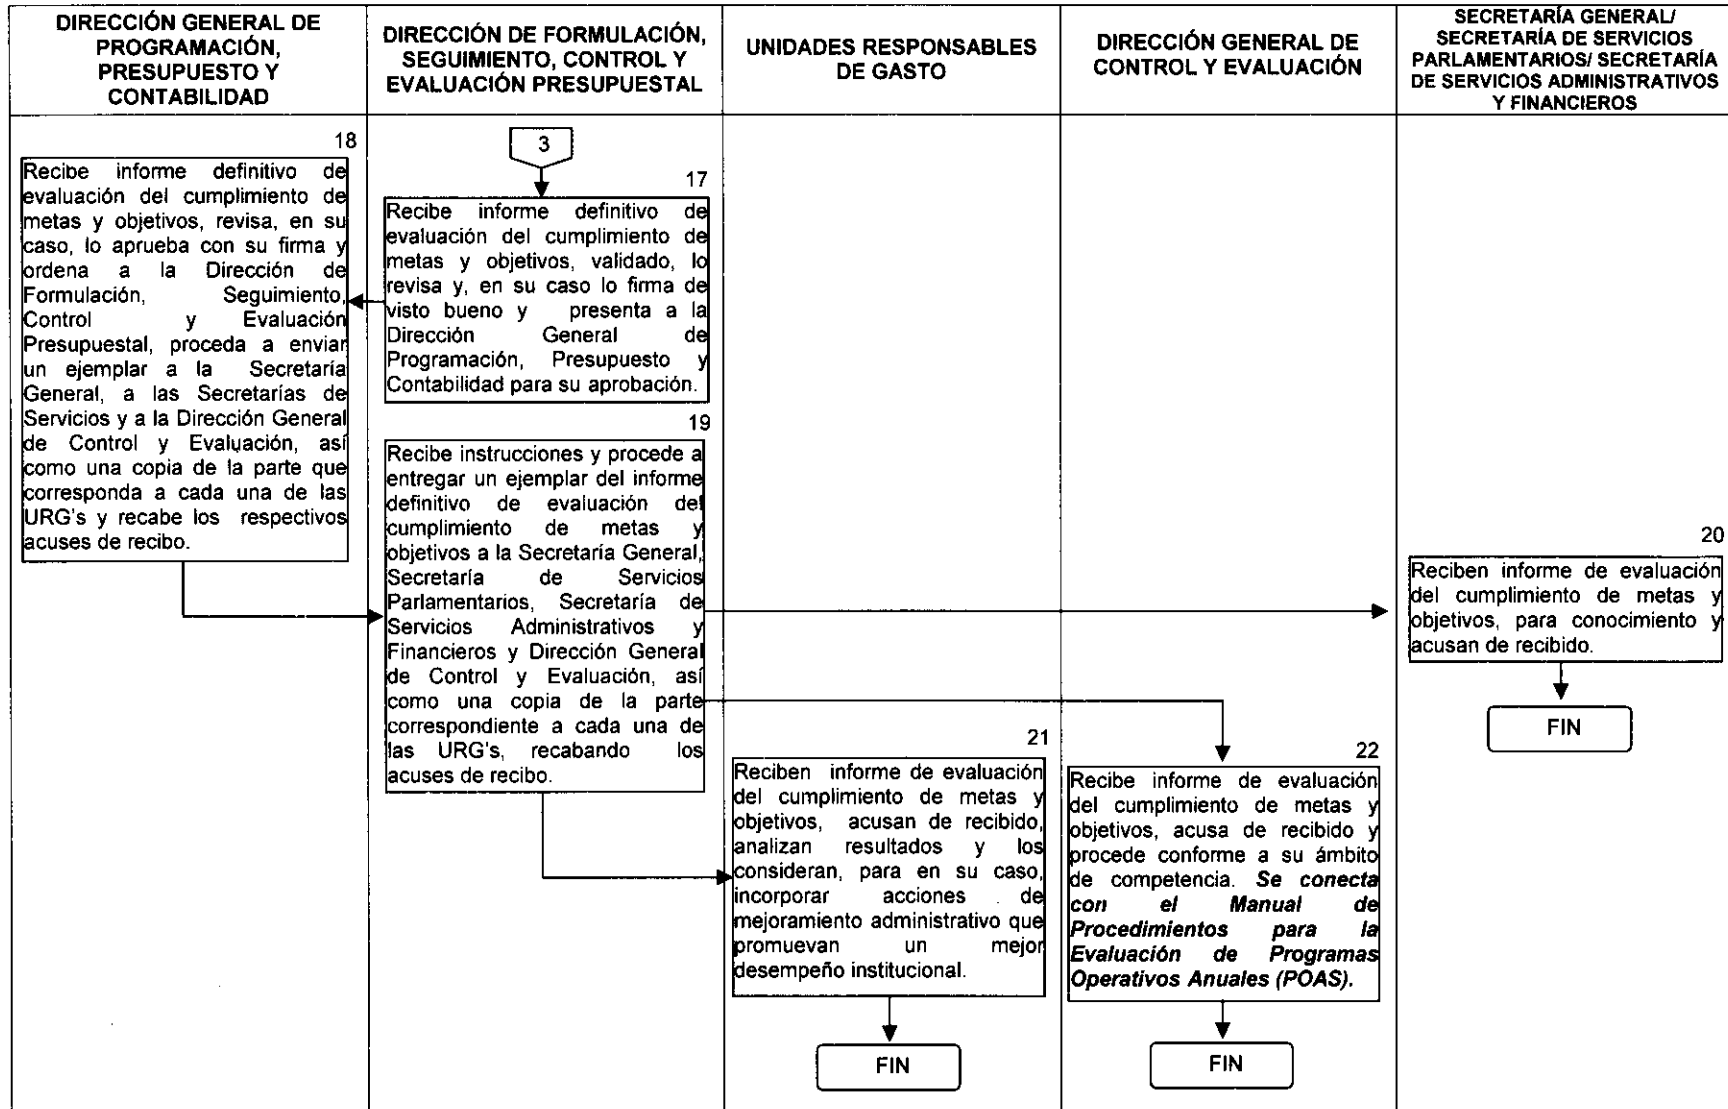 DIRECCIÓN GENERAL DE
PROGRAMACIÓN,
PRESUPUESTO Y
CONTABILIDAD
DIRECCIÓN DE FORMULACIÓN,
SEGUIMIENTO, CONTROL Y
EVALUACIÓN PRESUPUESTAL
UNIDADES RESPONSABLES
DE GASTO
DIRECCIÓN GENERAL DE
CONTROL Y EVALUACIÓN
SECRETARÍA GENERAL/
SECRETARÍA DE SERVICIOS
PARLAMENTARIOS/ SECRETARÍA
DE SERVICIOS ADMINISTRATIVOS
Y FINANCIEROS
18
Recibe informe definitivo de
evaluación del cumplimiento de
metas y objetivos, revisa, en su
caso, lo aprueba con su firma y
ordena a la Dirección de
Formulación, Seguimiento,
Control y Evaluación
Presupuestal, proceda a enviar
un ejemplar a la Secretaría
General, a las Secretarías de
Servicios y a la Dirección General
de Control y Evaluación, así
como una copia de la parte que
corresponda a cada una de las
URG's y recabe los respectivos
acuses de recibo.
3
17
Recibe informe definitivo de
evaluación del cumplimiento de
metas y objetivos, validado, lo
revisa y, en su caso lo firma de
visto bueno y presenta a la
Dirección General de
Programación, Presupuesto y
Contabilidad para su aprobación.
19
Recibe instrucciones y procede a
entregar un ejemplar del informe
definitivo de evaluación del
cumplimiento de metas y
objetivos a la Secretaría General,
Secretaría de Servicios
Parlamentarios, Secretaría de
Servicios Administrativos y
Financieros y Dirección General
de Control y Evaluación, así
como una copia de la parte
correspondiente a cada una de
las URG's, recabando los
acuses de recibo.
21
Reciben informe de evaluación
del cumplimiento de metas y
objetivos, acusan de recibido,
analizan resultados y los
consideran, para en su caso,
incorporar acciones de
mejoramiento administrativo que
promuevan un mejor
desempeño institucional.
FIN
22
Recibe informe de evaluación
del cumplimiento de metas y
objetivos, acusa de recibido y
procede conforme a su ámbito
de competencia. Se conecta
con el Manual de
Procedimientos para la
Evaluación de Programas
Operativos Anuales (POAS).
FIN
20
Reciben informe de evaluación
del cumplimiento de metas y
objetivos, para conocimiento y
acusan de recibido.
FIN